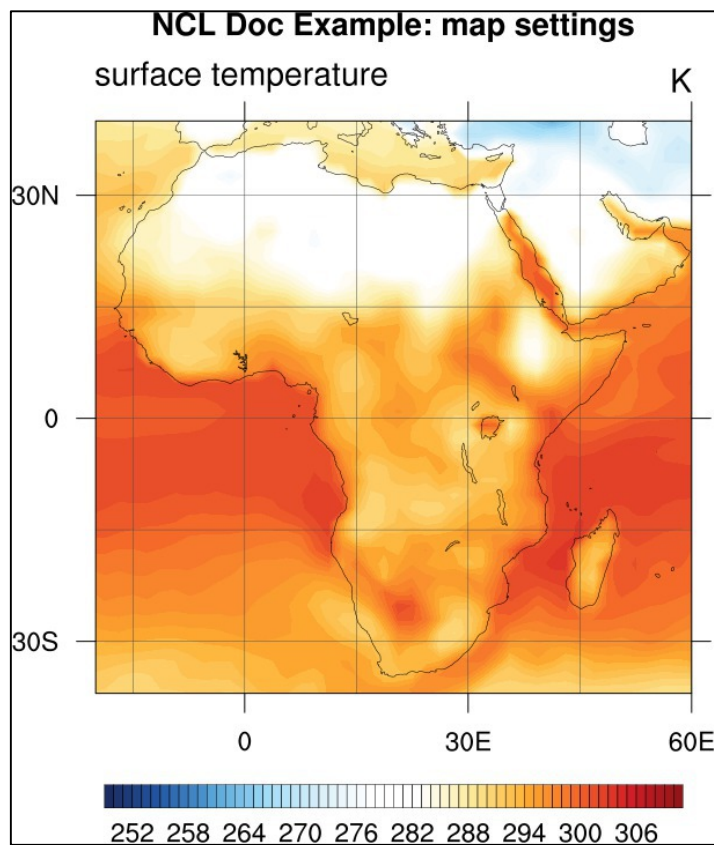 NCL Doc Example: map settings
surface temperature K
30N
0
30S
0 30E 60E
252 258 264 270 276 282 288 294 300 306